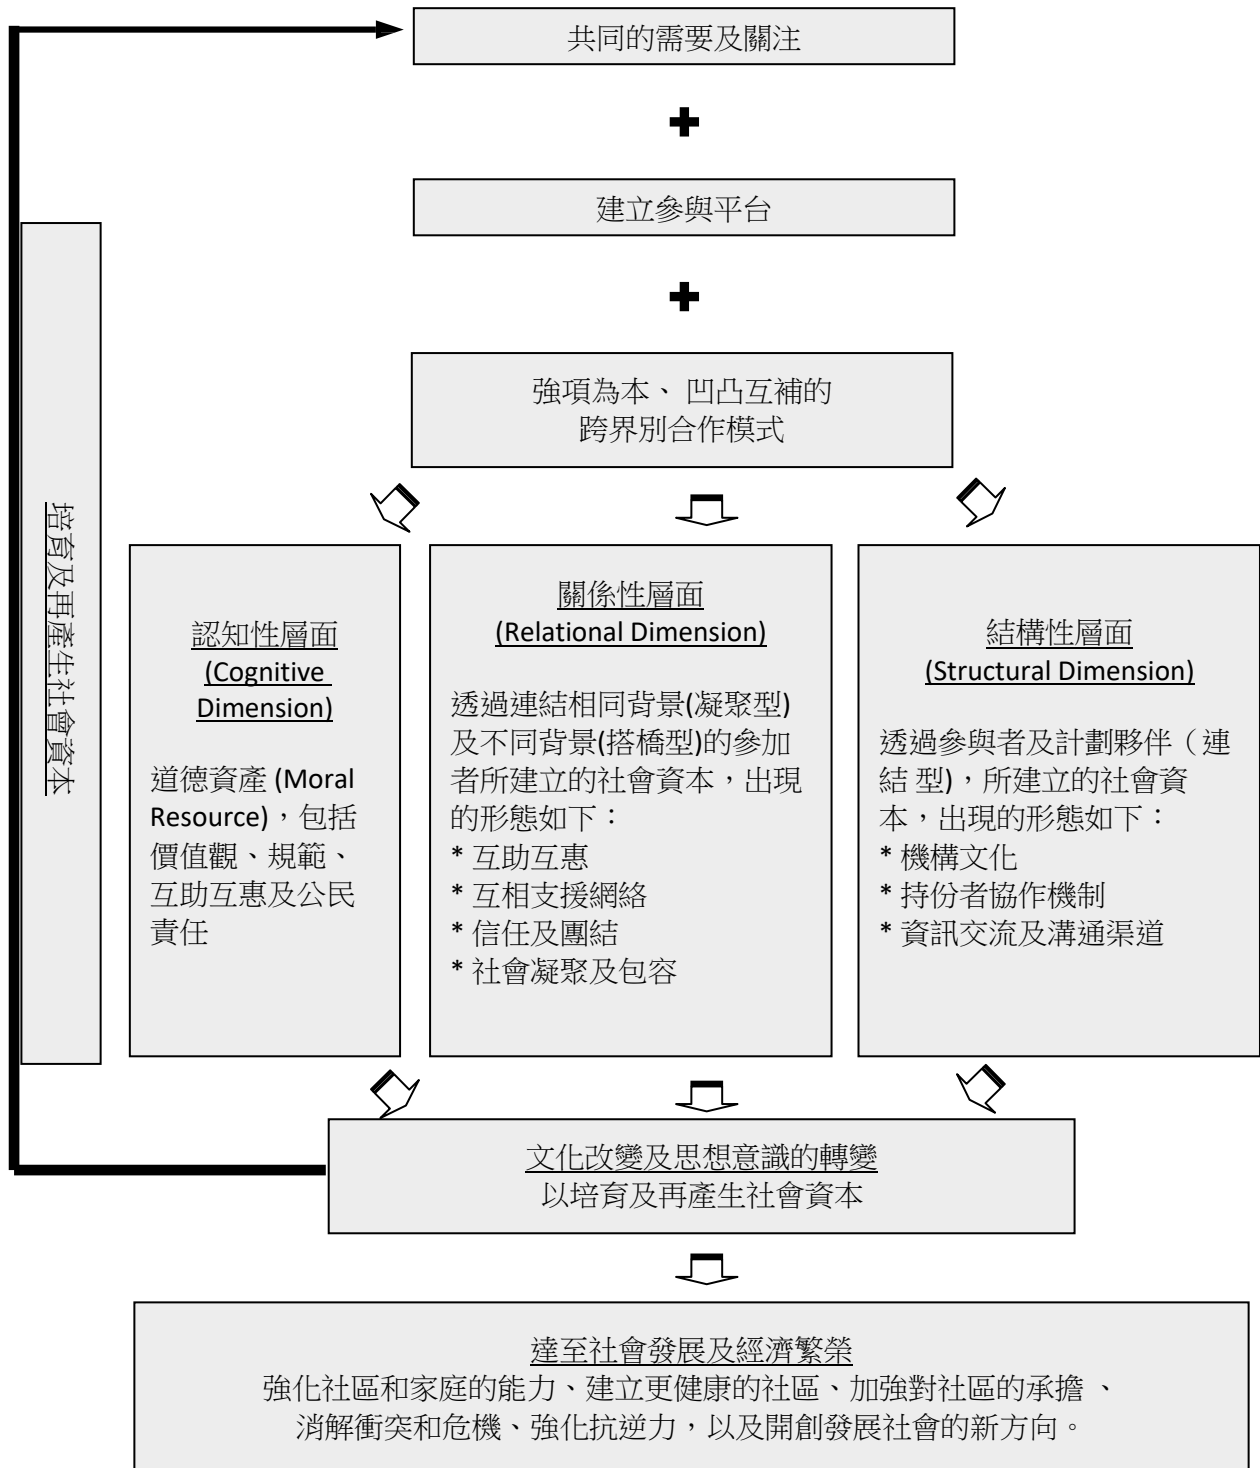 共同的需要及關注
建立參與平台
強項為本、 凹凸互補的
跨界別合作模式
培育及再產生社會資本
認知性層面
(Cognitive
Dimension)
道德資產 (Moral
Resource)，包括
價值觀、規範、
互助互惠及公民
責任
關係性層面
(Relational Dimension)
透過連結相同背景(凝聚型)
及不同背景(搭橋型)的參加
者所建立的社會資本，出現
的形態如下：
* 互助互惠
* 互相支援網絡
* 信任及團結
* 社會凝聚及包容
結構性層面
(Structural Dimension)
透過參與者及計劃夥伴（連
結 型)，所建立的社會資
本，出現的形態如下：
* 機構文化
* 持份者協作機制
* 資訊交流及溝通渠道
文化改變及思想意識的轉變
以培育及再產生社會資本
達至社會發展及經濟繁榮
強化社區和家庭的能力、建立更健康的社區、加強對社區的承擔 、
消解衝突和危機、強化抗逆力，以及開創發展社會的新方向。